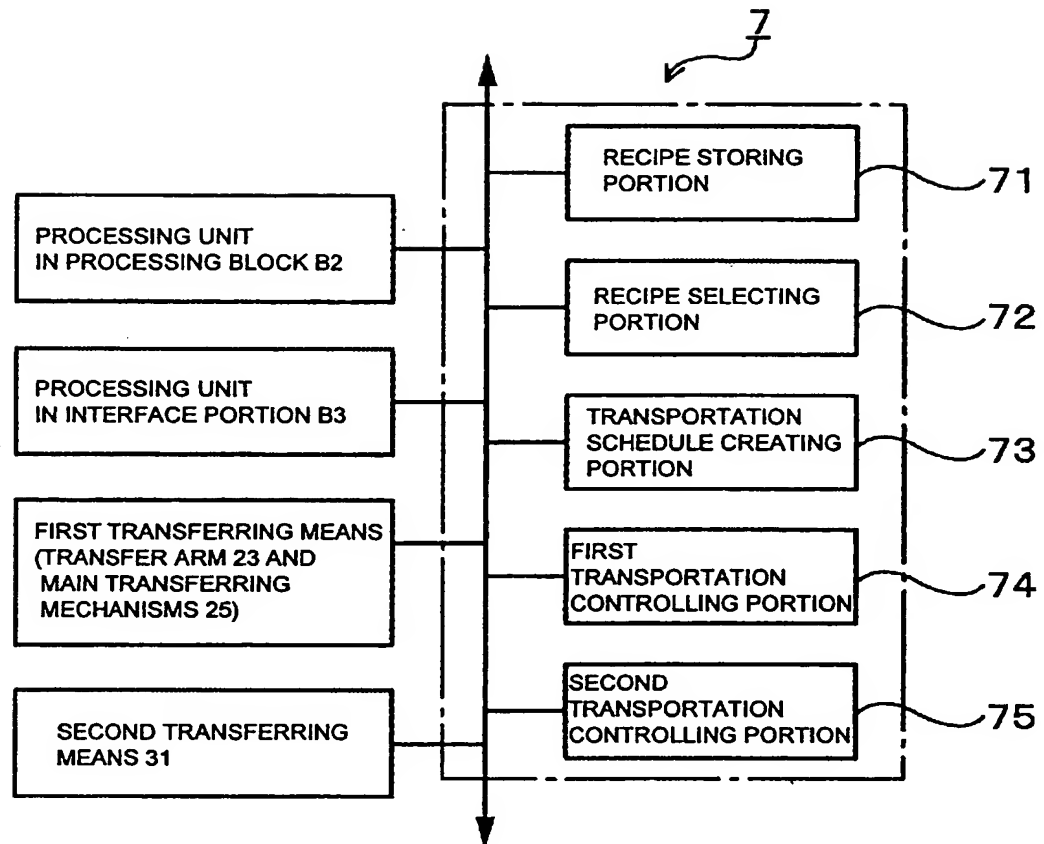 7
RECIPE STORING
PORTION
71
PROCESSING UNIT
IN PROCESSING BLOCK B2
RECIPE SELECTING
PORTION
72
PROCESSING UNIT
IN INTERFACE PORTION B3
TRANSPORTATION
SCHEDULE CREATING
PORTION
73
FIRST TRANSFERRING MEANS
(TRANSFER ARM 23 AND
MAIN TRANSFERRING
MECHANISMS 25)
FIRST
TRANSPORTATION
CONTROLLING PORTION
74
SECOND TRANSFERRING
MEANS 31
SECOND
TRANSPORTATION
CONTROLLING PORTION
75